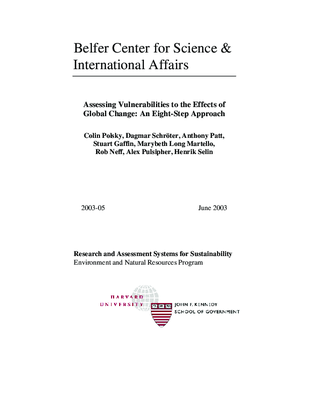 Belfer Center for Science &
International Affairs
Assessing Vulnerabilities to the Effects of
Global Change: An Eight-Step Approach
Colin Polsky, Dagmar Schröter, Anthony Patt,
Stuart Gaffin, Marybeth Long Martello,
Rob Neff, Alex Pulsipher, Henrik Selin
2003-05 June 2003
Research and Assessment Systems for Sustainability
Environment and Natural Resources Program
HARVARD
UNIVERSITY
JOHN F. KENNEDY
SCHOOL OF GOVERNMENT